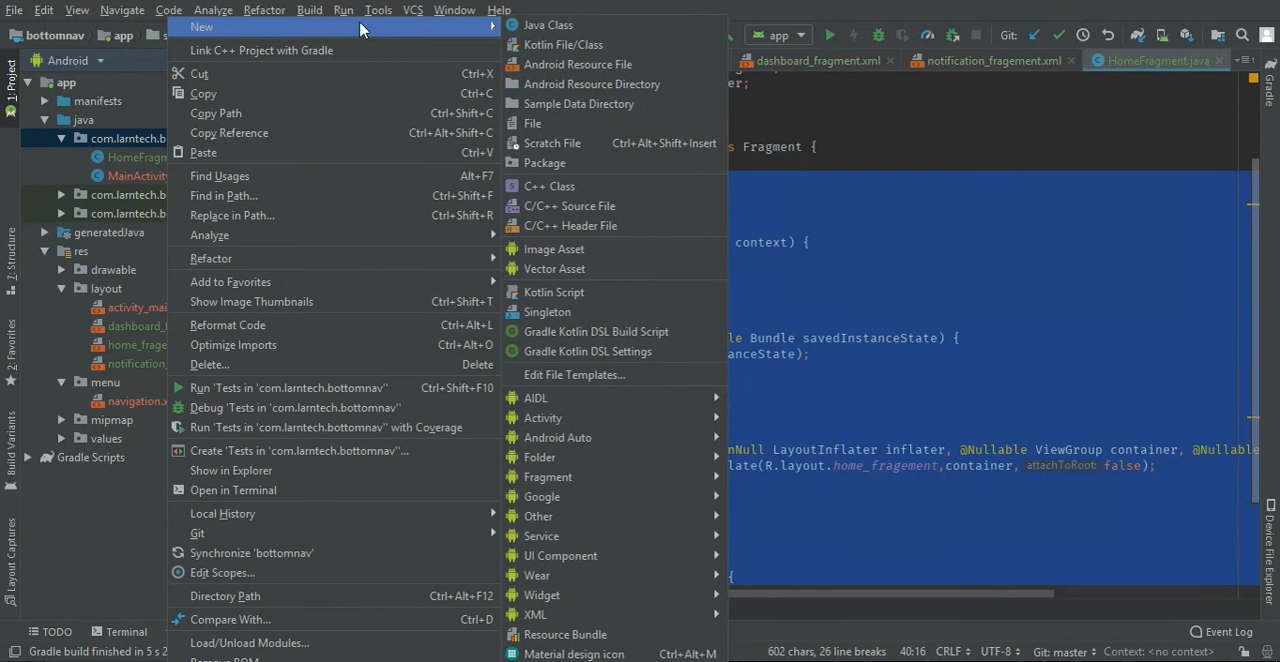 File Edit View Navigate Code Analyze Refactor Build Run Tools VCS Window Help
bottomnav app
app Git:
Android
dashboard_fragment.xml notification_fragement.xml HomeFragment.java
1: Project
7: Structure
2: Favorites
Build Variants
Layout Captures
app
manifests
java
com.larntech.b
HomeFragm
MainActivity
com.larntech.b
com.larntech.b
generatedJava
res
drawable
layout
activity_mai
dashboard_f
home_frage
notification_
menu
navigation.x
mipmap
values
Gradle Scripts
New
Link C++ Project with Gradle
Cut Ctrl+X
Copy Ctrl+C
Copy Path Ctrl+Shift+C
Copy Reference Ctrl+Alt+Shift+C
Paste Ctrl+V
Find Usages Alt+F7
Find in Path... Ctrl+Shift+F
Replace in Path... Ctrl+Shift+R
Analyze
Refactor
Add to Favorites
Show Image Thumbnails Ctrl+Shift+T
Reformat Code Ctrl+Alt+L
Optimize Imports Ctrl+Alt+O
Delete... Delete
Run 'Tests in 'com.larntech.bottomnav'' Ctrl+Shift+F10
Debug 'Tests in 'com.larntech.bottomnav''
Run 'Tests in 'com.larntech.bottomnav'' with Coverage
Create 'Tests in 'com.larntech.bottomnav''...
Show in Explorer
Open in Terminal
Local History
Git
Synchronize 'bottomnav'
Edit Scopes...
Directory Path Ctrl+Alt+F12
Compare With... Ctrl+D
Load/Unload Modules...
Java Class
Kotlin File/Class
Android Resource File
Android Resource Directory
Sample Data Directory
File
Scratch File Ctrl+Alt+Shift+Insert
Package
C++ Class
C/C++ Source File
C/C++ Header File
Image Asset
Vector Asset
Kotlin Script
Singleton
Gradle Kotlin DSL Build Script
Gradle Kotlin DSL Settings
Edit File Templates...
AIDL
Activity
Android Auto
Folder
Fragment
Google
Other
Service
UI Component
Wear
Widget
XML
Resource Bundle
Material design icon Ctrl+Alt+M
er;
s Fragment {
context) {
le Bundle savedInstanceState) {
anceState);
nNull LayoutInflater inflater, @Nullable ViewGroup container, @Nullable
late(R.layout.home_fragement,container, attachToRoot: false);
{
Gradle
Device File Explorer
TODO Terminal Event Log
Gradle build finished in 5 s 2 602 chars, 26 line breaks 40:16 CRLF UTF-8 Git: master Context: <no context>